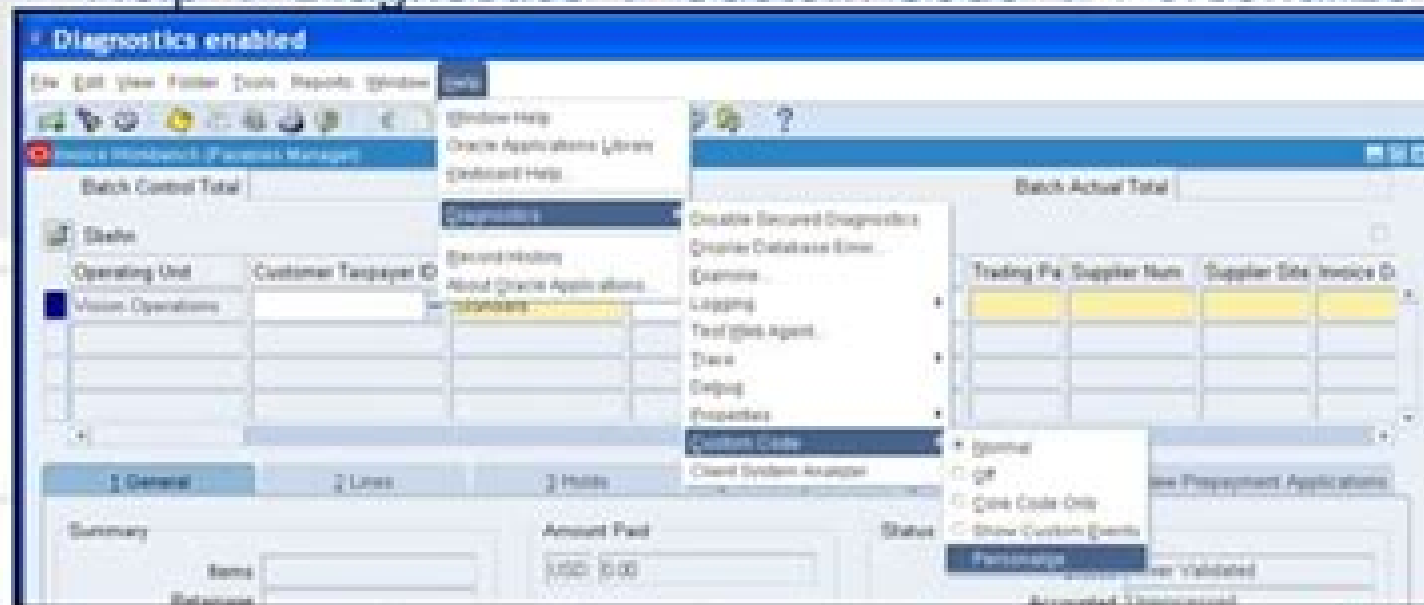 Diagnostics enabled
File Edit View Folder Tools Reports Window Help
Window Help
Oracle Applications Library
Keyboard Help...
Diagnostics
Record History
About Oracle Applications...
Invoice Workbench (Payables Manager)
Batch Control Total
Batch Actual Total
Operating Unit Customer Taxpayer ID
Trading Pa Supplier Num Supplier Site Invoice D
Vision Operations
Standard
Disable Secured Diagnostics
Display Database Error...
Examine...
Logging
Test Web Agent...
Trace
Debug
Properties
Custom Code
Client System Analyzer
Normal
Off
Core Code Only
Show Custom Events
Personalize
1 General
2 Lines
3 Holds
Prepayment Applications
Summary
Items
Retainage
Amount Paid
USD 0.00
Status
Never Validated
Accounted Unprocessed